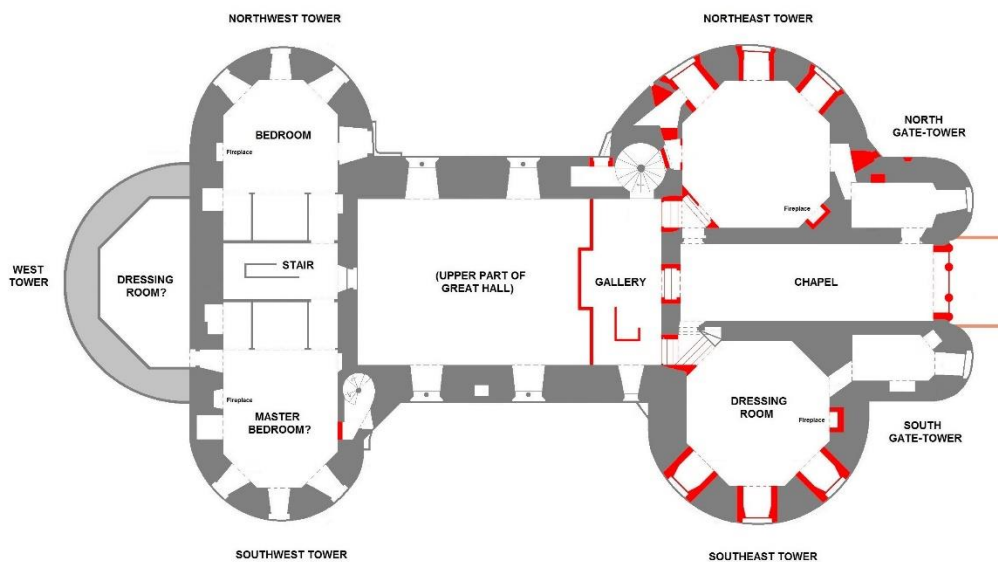 NORTHWEST TOWER
NORTHEAST TOWER
NORTH
GATE-TOWER
BEDROOM
Fireplace
Fireplace
WEST
TOWER
DRESSING
ROOM?
STAIR
(UPPER PART OF
GREAT HALL)
GALLERY
CHAPEL
Fireplace
MASTER
BEDROOM?
DRESSING
ROOM
Fireplace
SOUTH
GATE-TOWER
SOUTHWEST TOWER
SOUTHEAST TOWER